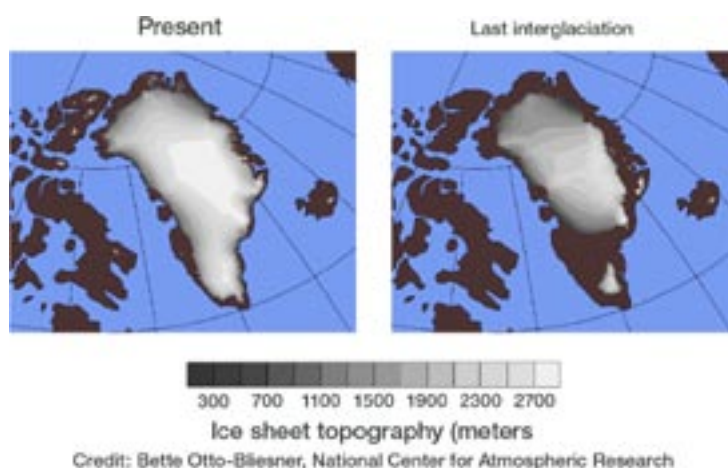 Present
Last interglaciation
300 700 1100 1500 1900 2300 2700
Ice sheet topography (meters
Credit: Bette Otto-Bliesner, National Center for Atmospheric Research